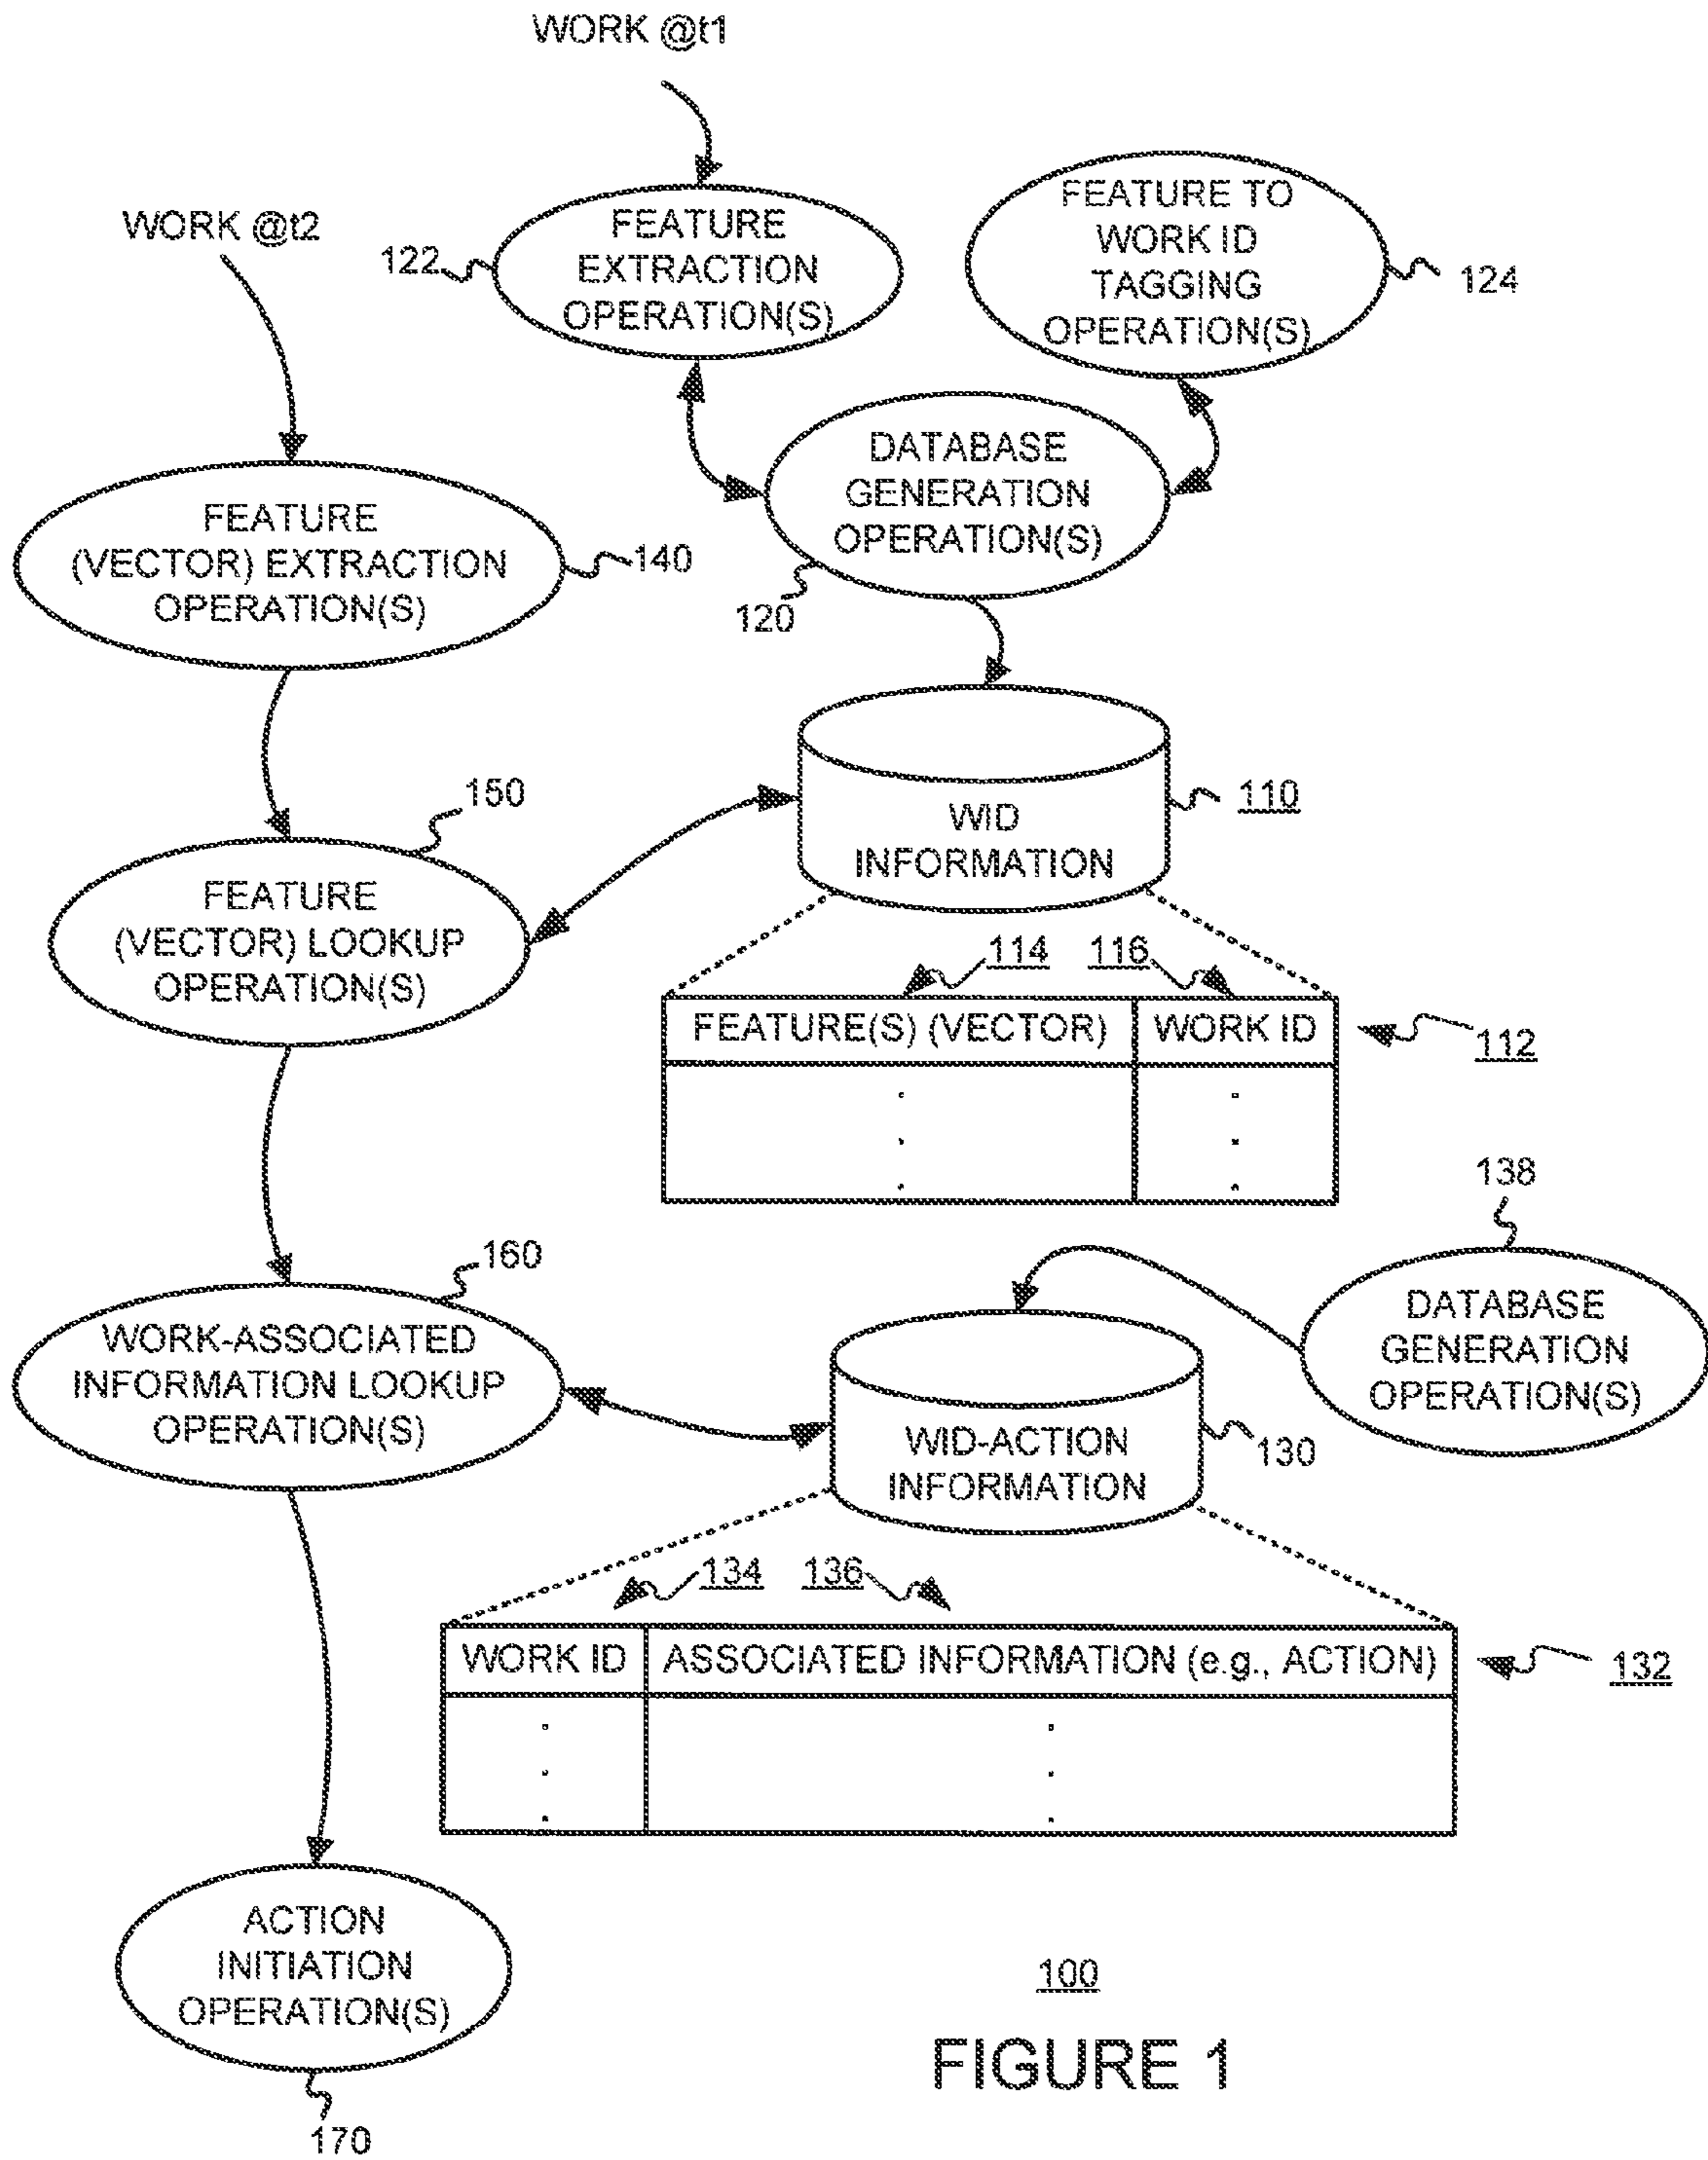 WORK @t1
WORK @t2
122
FEATURE
EXTRACTION
OPERATION(S)
FEATURE TO
WORK ID
TAGGING
OPERATION(S)
124
DATABASE
GENERATION
OPERATION(S)
120
FEATURE
(VECTOR) EXTRACTION
OPERATION(S)
140
150
WID
INFORMATION
110
FEATURE
(VECTOR) LOOKUP
OPERATION(S)
114
116
FEATURE(S) (VECTOR)
WORK ID
112
138
160
DATABASE
GENERATION
OPERATION(S)
WORK-ASSOCIATED
INFORMATION LOOKUP
OPERATION(S)
WID-ACTION
INFORMATION
130
134
136
WORK ID
ASSOCIATED INFORMATION (e.g., ACTION)
132
ACTION
INITIATION
OPERATION(S)
170
100
FIGURE 1